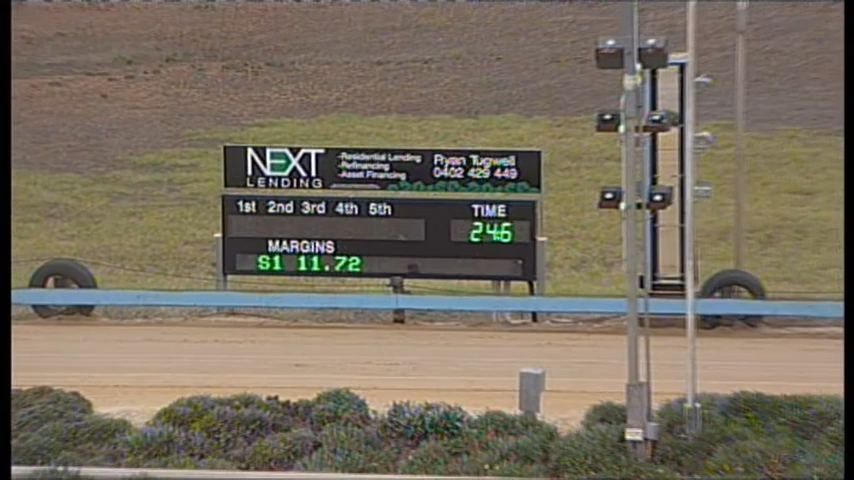 NEXT
LENDING
-Residential Lending
-Refinancing
-Asset Financing
Ryan Tugwell
0402 429 449
1st 2nd 3rd 4th 5th
TIME
24.6
MARGINS
S1 11.72